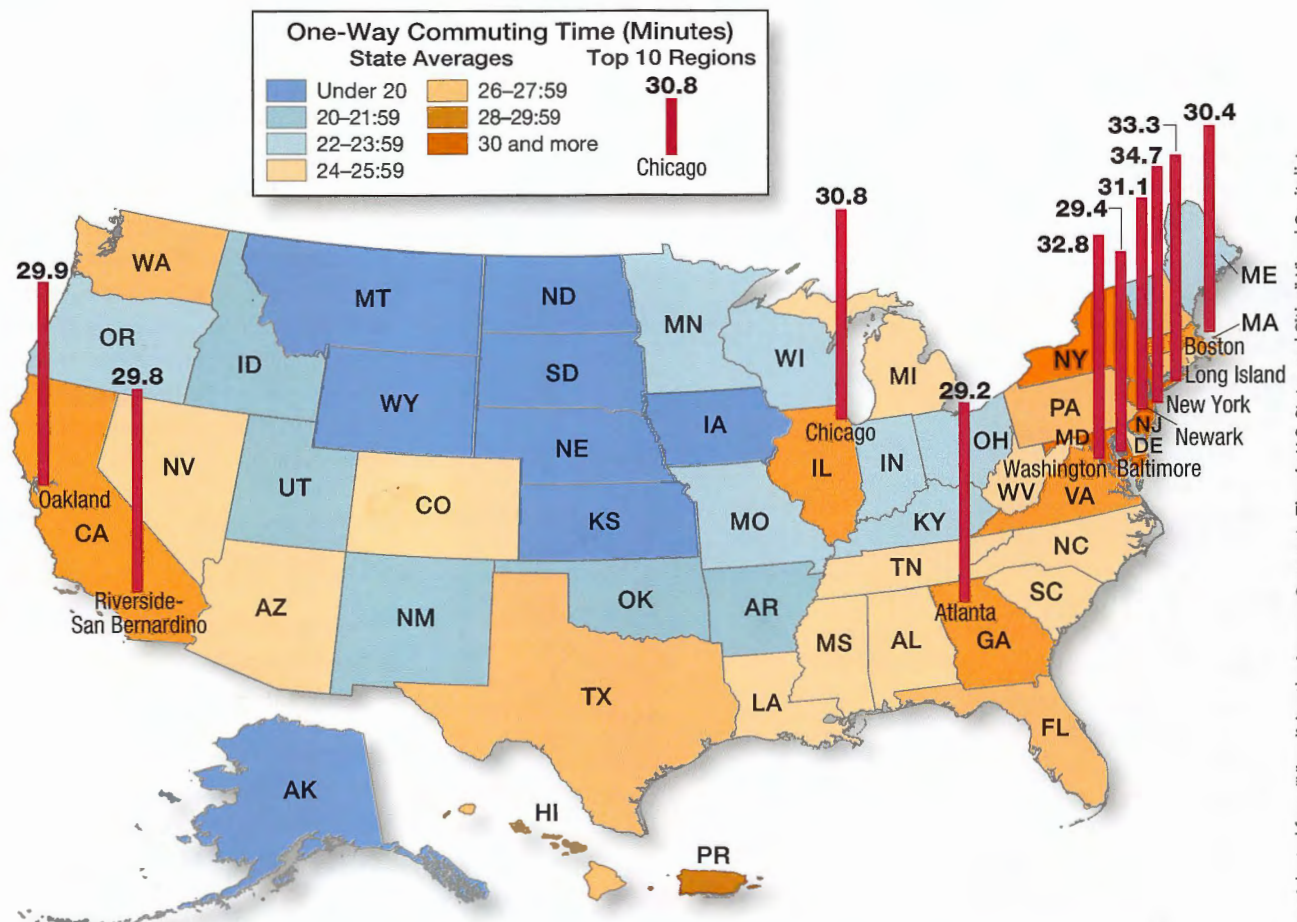 One-Way Commuting Time (Minutes)
State Averages
Top 10 Regions
Under 20
20–21:59
22–23:59
24–25:59
26–27:59
28–29:59
30 and more
30.8
Chicago
33.3
30.4
34.7
30.8
31.1
29.4
32.8
29.9
WA
MT
ND
MN
ME
OR
ID
SD
WI
MA
NY
Boston
Long Island
29.8
WY
MI
29.2
New York
IA
PA
NJ
Newark
NE
Chicago
OH
MD
DE
NV
IL
IN
Washington
Baltimore
Oakland
UT
CO
WV
VA
CA
KS
MO
KY
NC
TN
Riverside-
San Bernardino
AZ
NM
OK
AR
Atlanta
SC
MS
AL
GA
TX
LA
FL
AK
HI
PR